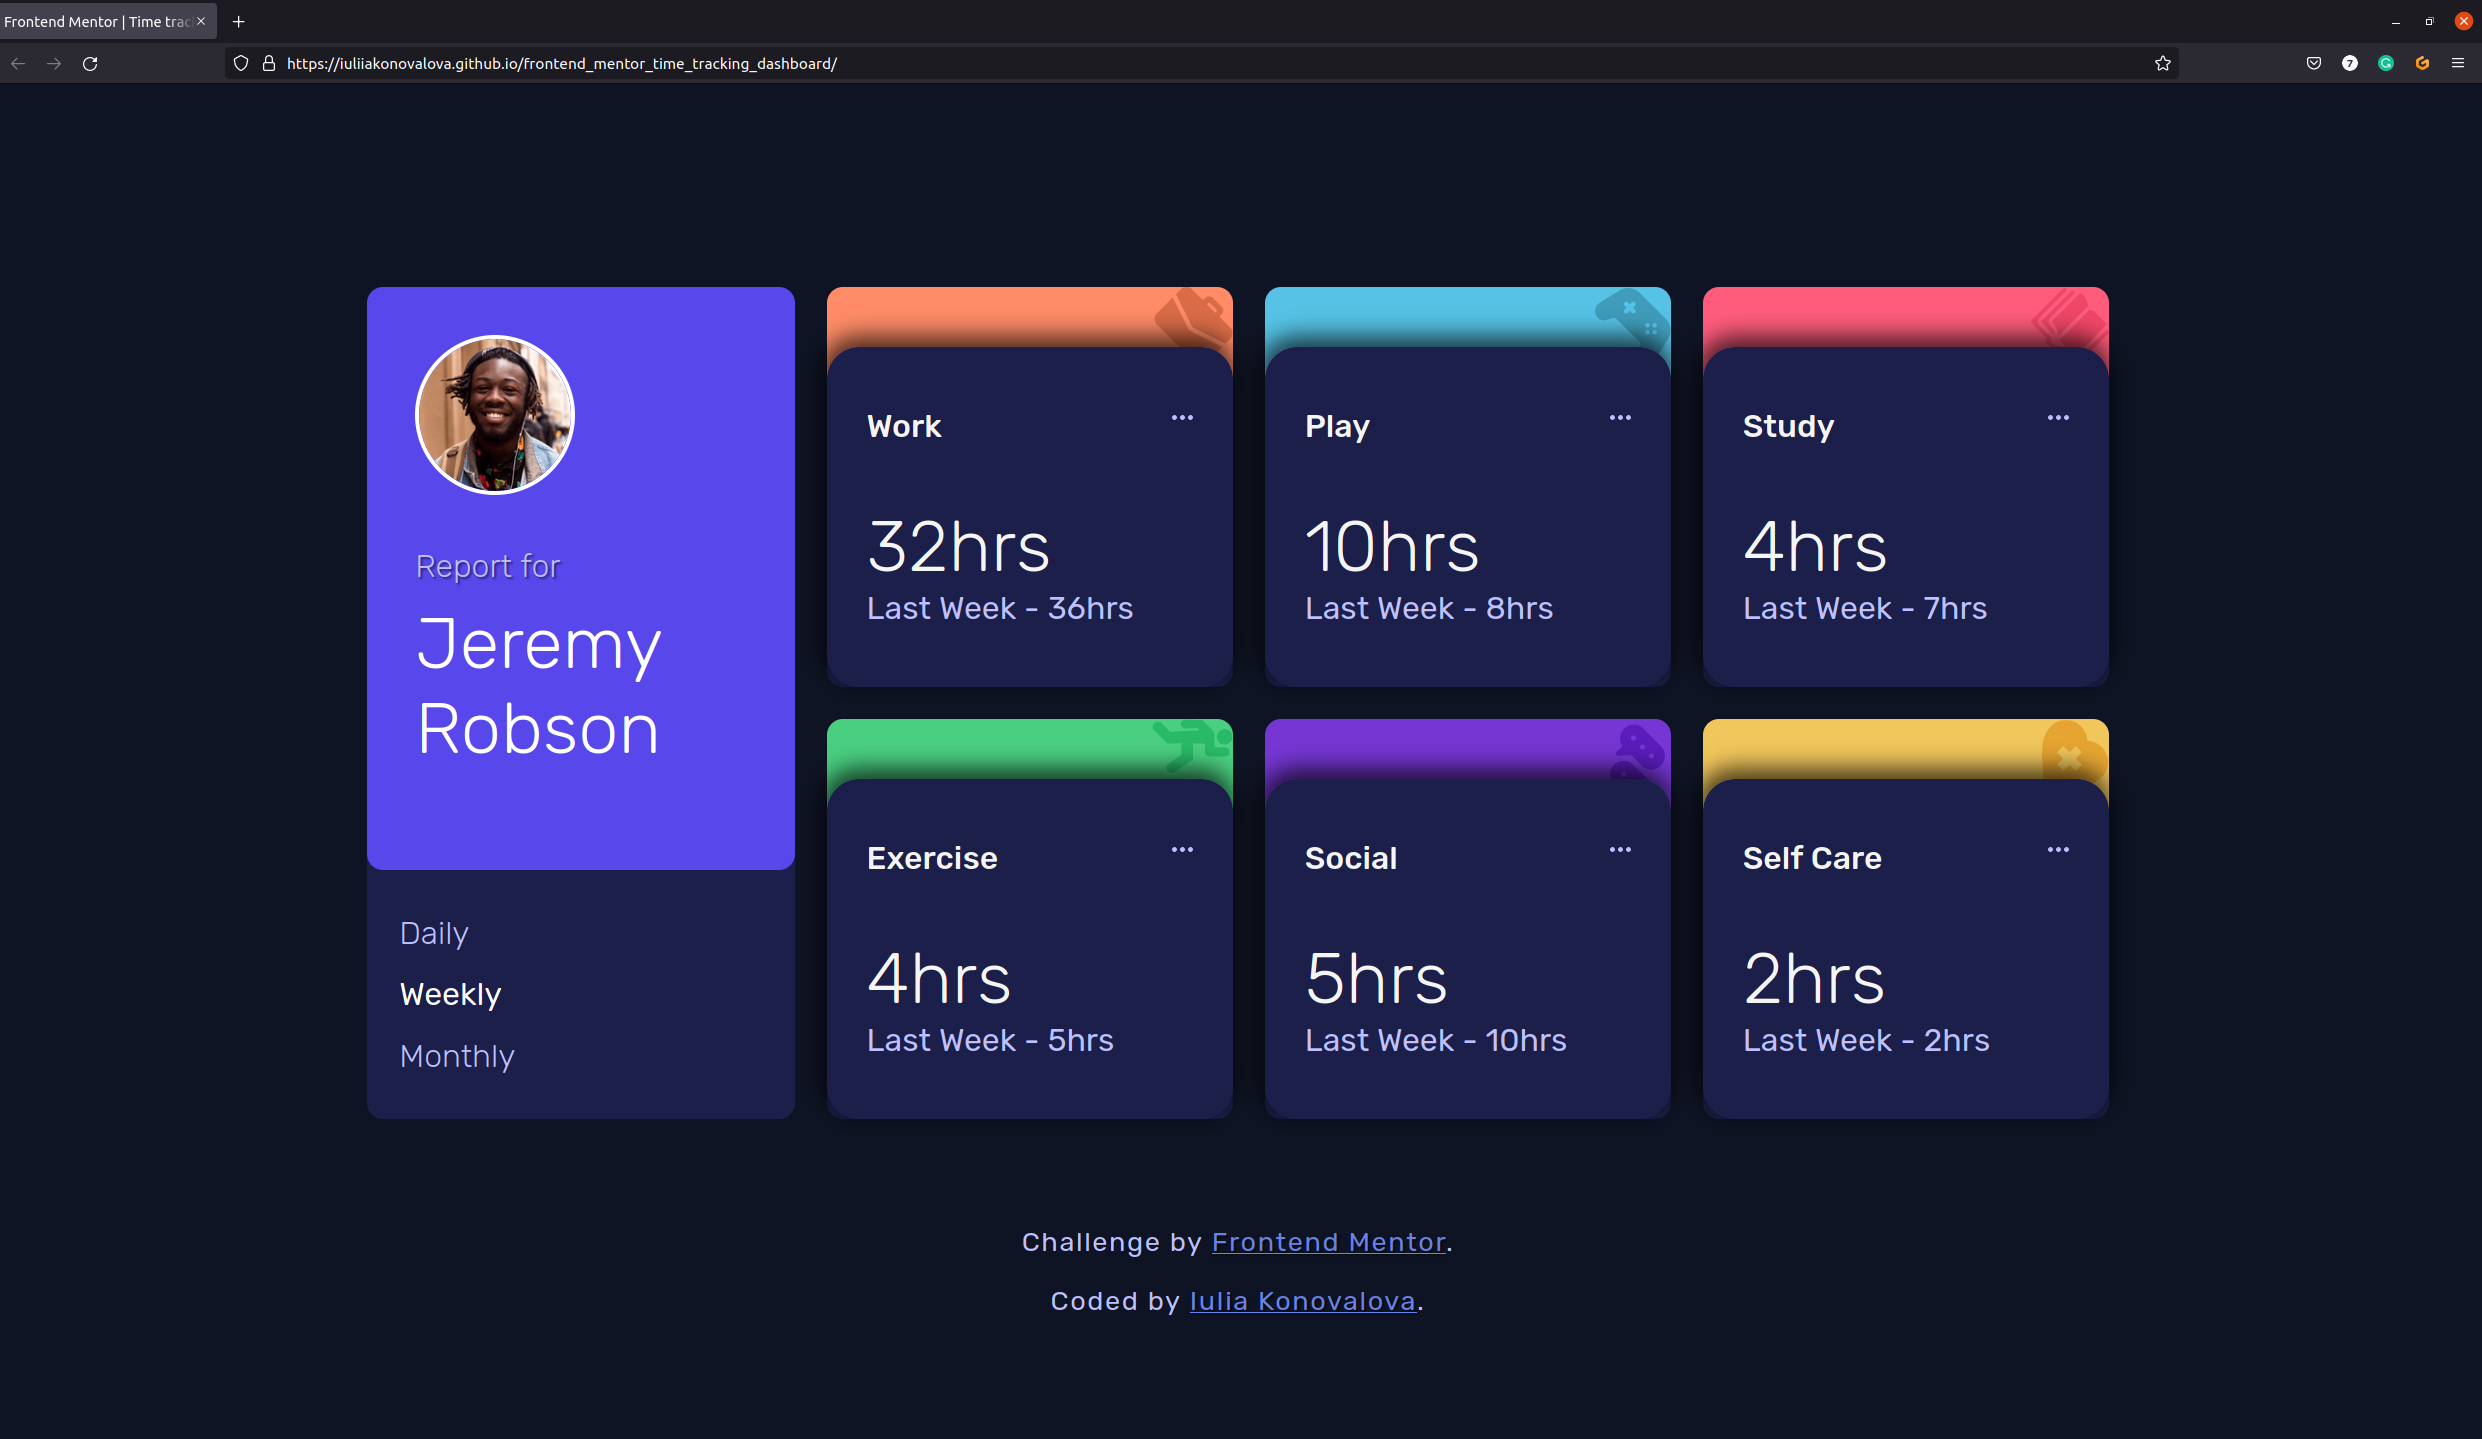 Frontend Mentor | Time trac
https://iuliiakonovalova.github.io/frontend_mentor_time_tracking_dashboard/
7
Report for
Jeremy
Robson
Daily
Weekly
Monthly
Work
32hrs
Last Week - 36hrs
Play
10hrs
Last Week - 8hrs
Study
4hrs
Last Week - 7hrs
Exercise
4hrs
Last Week - 5hrs
Social
5hrs
Last Week - 10hrs
Self Care
2hrs
Last Week - 2hrs
Challenge by Frontend Mentor.
Coded by Iulia Konovalova.